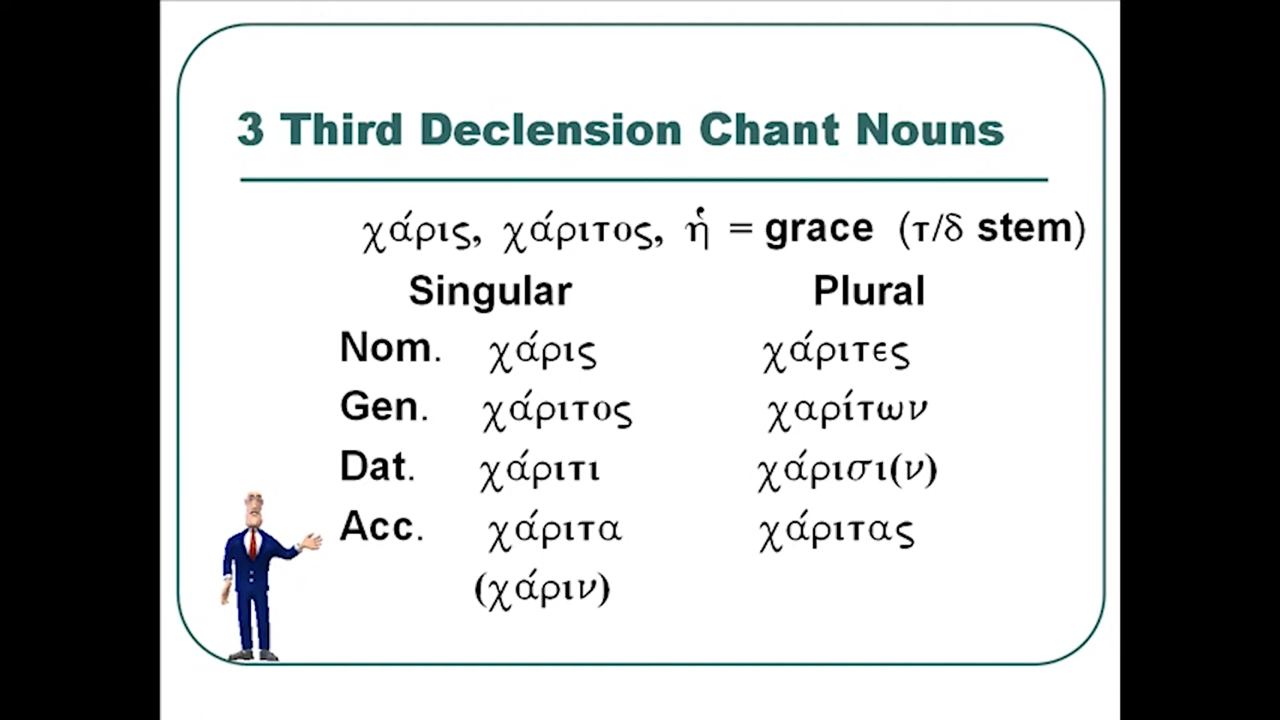 3 Third Declension Chant Nouns
χάρις, χάριτος, ἡ = grace (τ/δ stem)
Singular Plural
Nom. χάρις χάριτες
Gen. χάριτος χαρίτων
Dat. χάριτι χάρισι(ν)
Acc. χάριτα χάριτας
(χάριν)